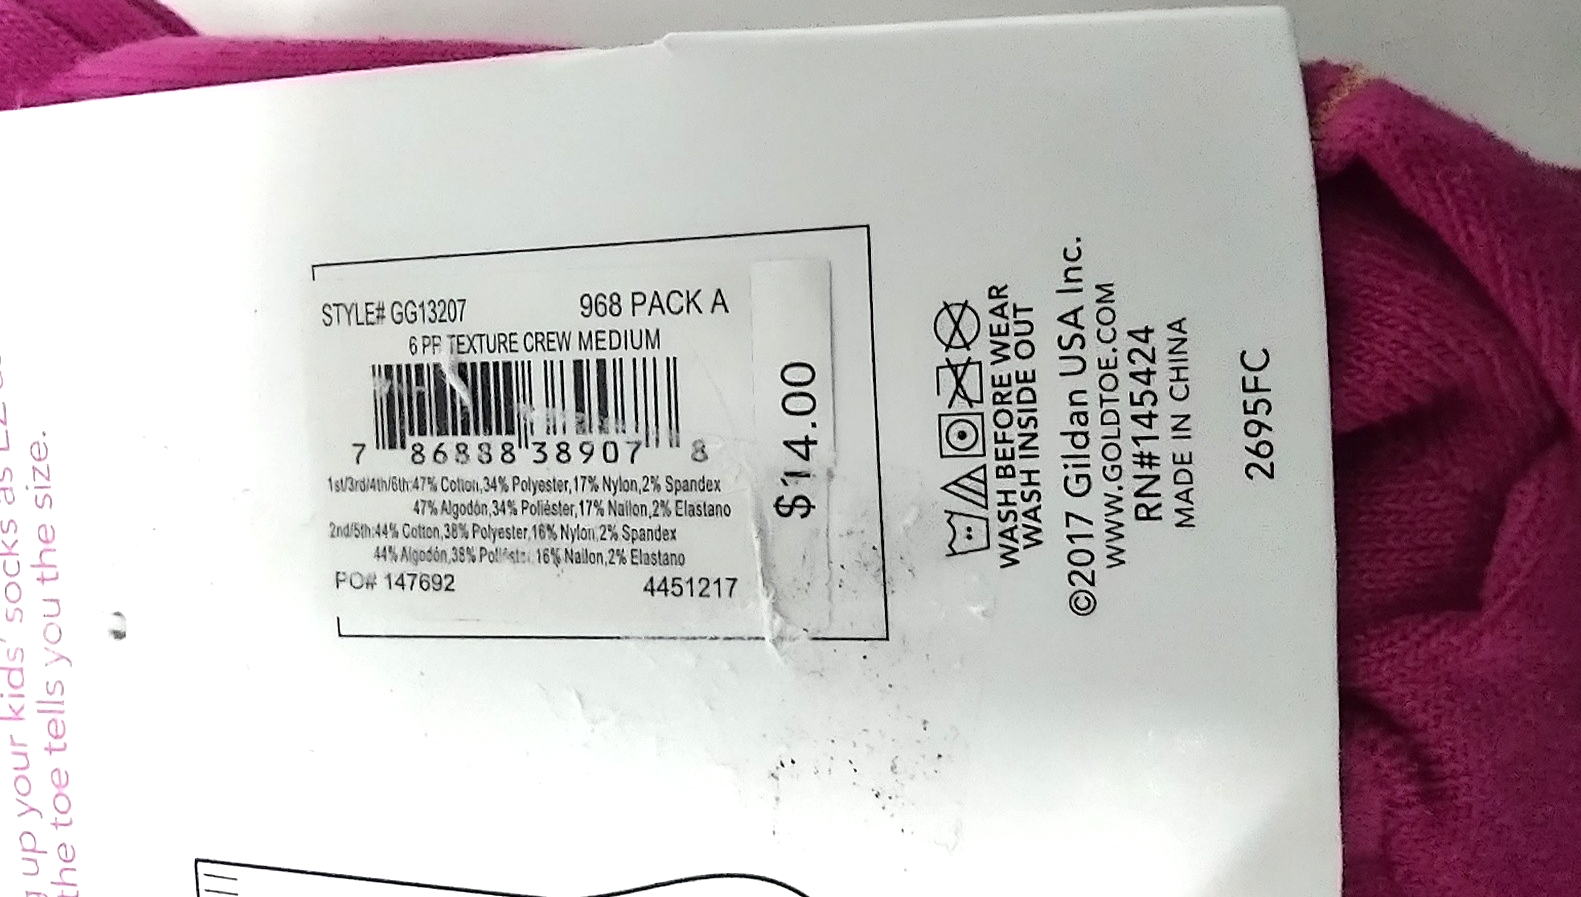 up your kids' socks as
the toe tells you the size.
STYLE# GG13207 968 PACK A
6 PR TEXTURE CREW MEDIUM
7 86888 38907 8
1st/3rd/4th/6th:47% Cotton,34% Polyester,17% Nylon,2% Spandex
47% Algodón,34% Poliéster,17% Nailon,2% Elastano
2nd/5th:44% Cotton,38% Polyester,16% Nylon,2% Spandex
44% Algodón,38% Poliéster,16% Nailon,2% Elastano
PO# 147692 4451217
$14.00
WASH BEFORE WEAR
WASH INSIDE OUT
©2017 Gildan USA Inc.
WWW.GOLDTOE.COM
RN#145424
MADE IN CHINA
2695FC